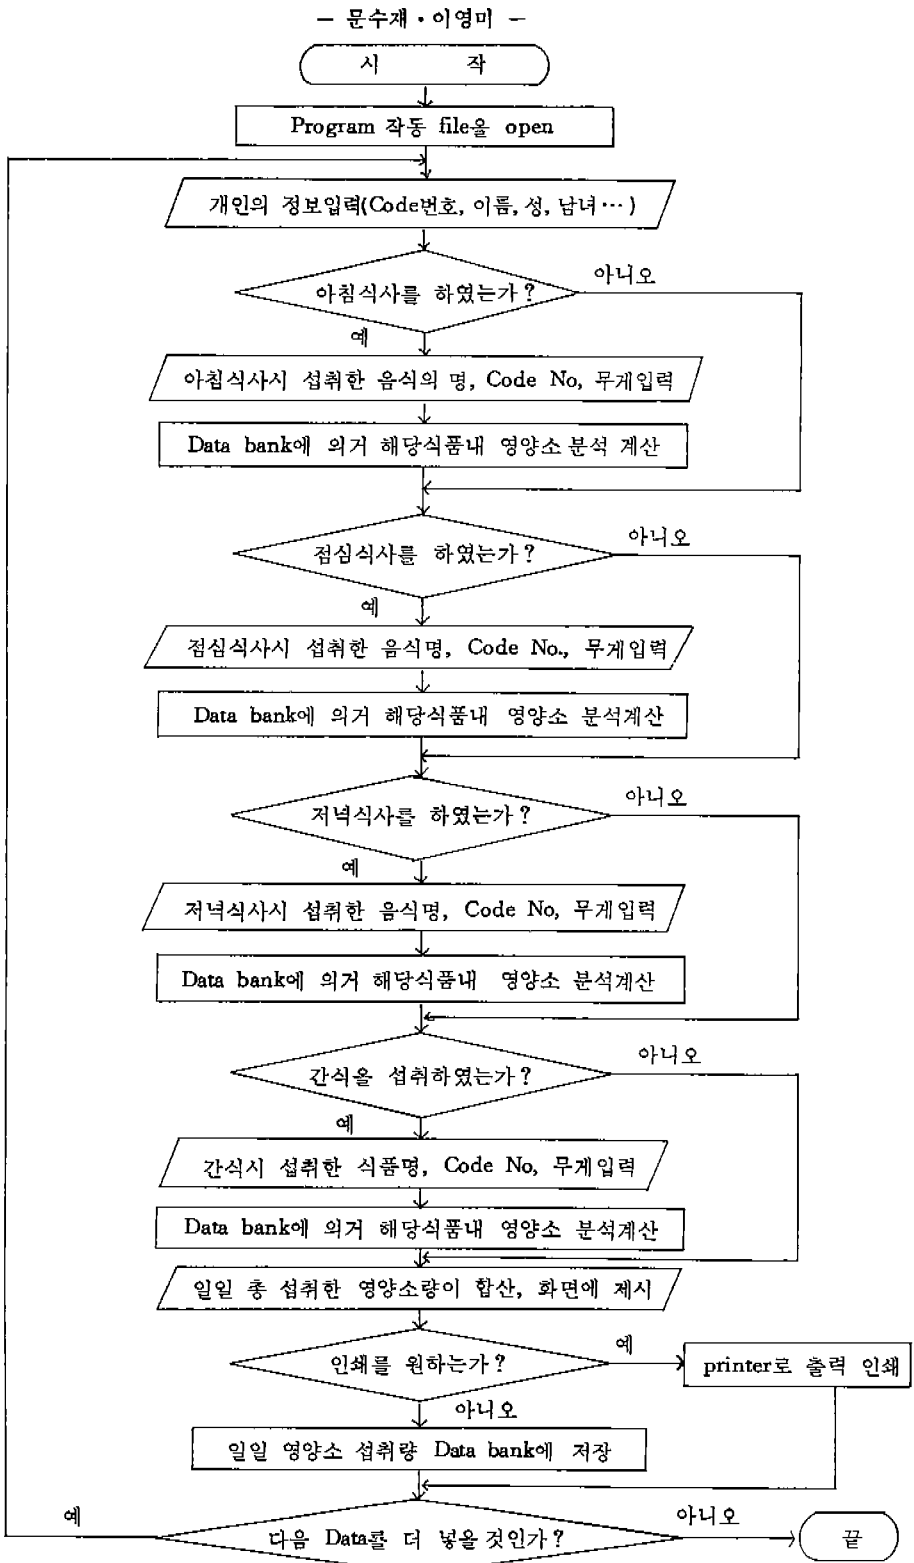 — 문수재·이영미 —
시 작
Program 작동 file을 open
개인의 정보입력(Code번호, 이름, 성, 남녀…)
아침식사를 하였는가? 아니오
예
아침식사시 섭취한 음식의 명, Code No, 무게입력
Data bank에 의거 해당식품내 영양소 분석 계산
점심식사를 하였는가? 아니오
예
점심식사시 섭취한 음식명, Code No., 무게입력
Data bank에 의거 해당식품내 영양소 분석계산
저녁식사를 하였는가? 아니오
예
저녁식사시 섭취한 음식명, Code No, 무게입력
Data bank에 의거 해당식품내 영양소 분석계산
간식을 섭취하였는가? 아니오
예
간식시 섭취한 식품명, Code No, 무게입력
Data bank에 의거 해당식품내 영양소 분석계산
일일 총 섭취한 영양소량이 합산, 화면에 제시
인쇄를 원하는가? 예 printer로 출력 인쇄
아니오
일일 영양소 섭취량 Data bank에 저장
예 다음 Data를 더 넣을것인가? 아니오 끝